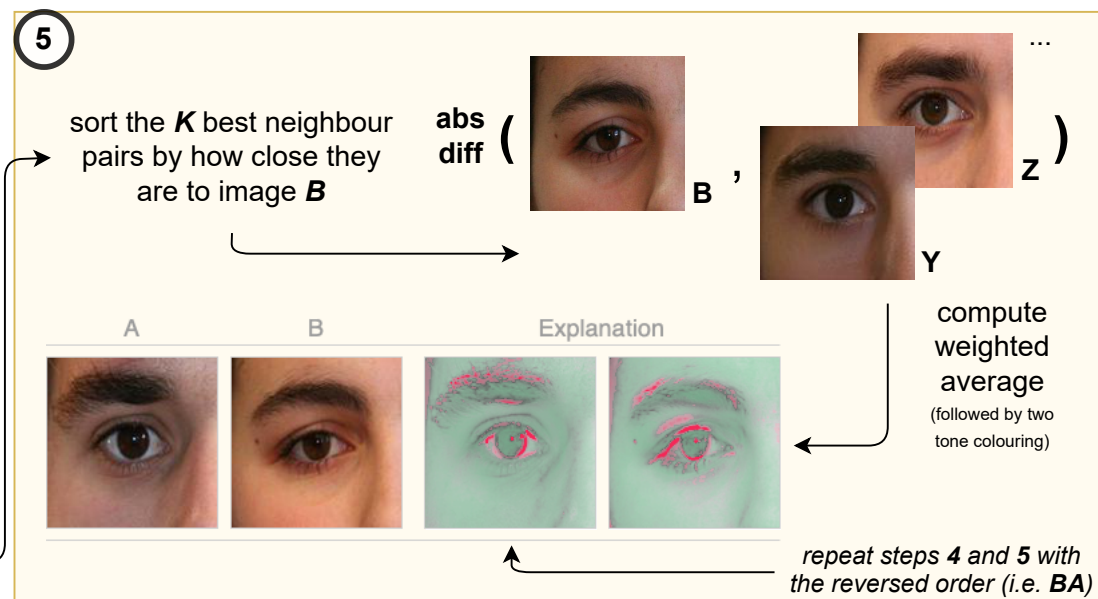 5
sort the K best neighbour
pairs by how close they
are to image B
abs
diff
(
B
,
Y
Z
...
)
compute
weighted
average
(followed by two
tone colouring)
A
B
Explanation
repeat steps 4 and 5 with
the reversed order (i.e. BA)